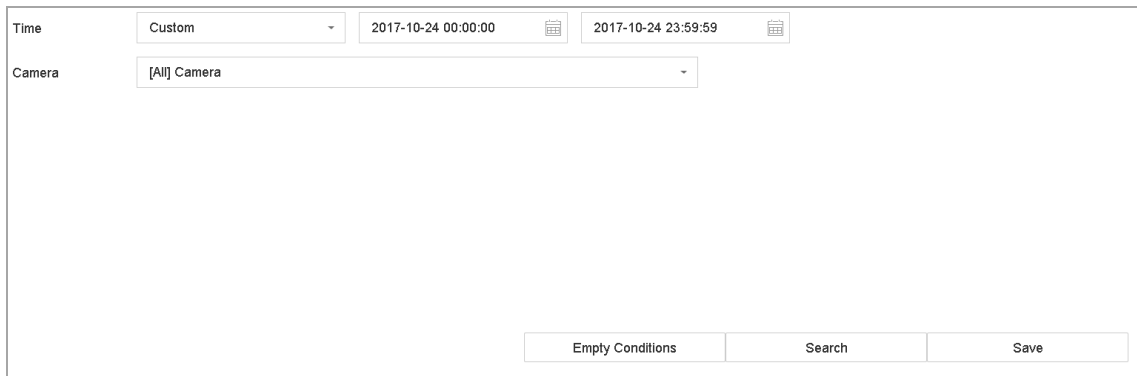 Time Custom 2017-10-24 00:00:00 2017-10-24 23:59:59
Camera [All] Camera
Empty Conditions Search Save